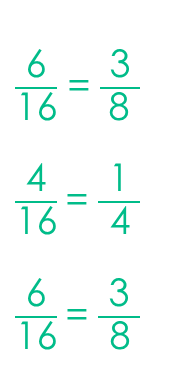 6/16 = 3/8
4/16 = 1/4
6/16 = 3/8